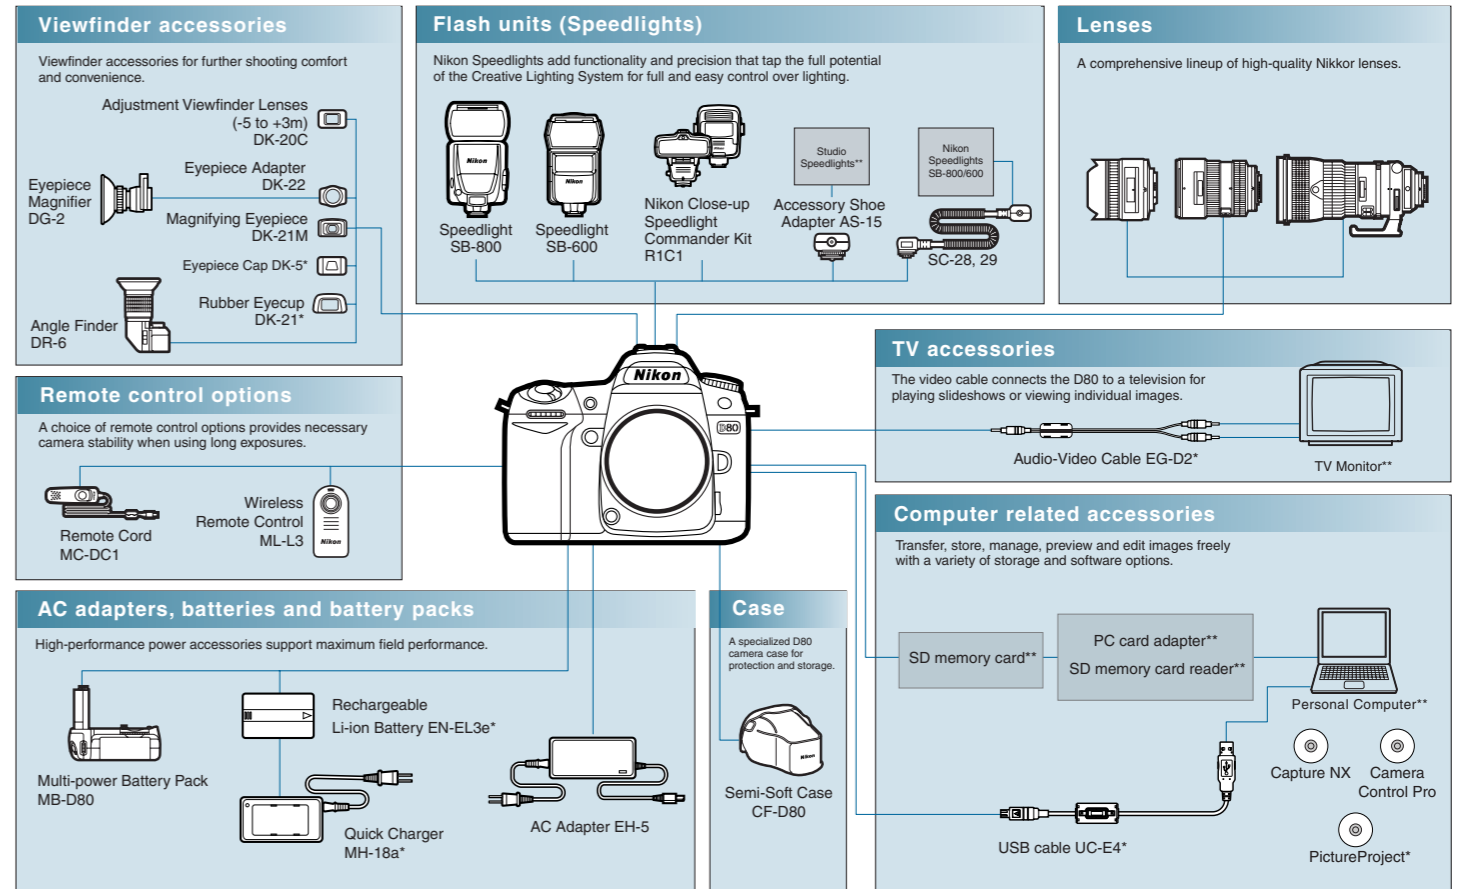 Viewfinder accessories
Viewfinder accessories for further shooting comfort
and convenience.
Adjustment Viewfinder Lenses
(-5 to +3m)
DK-20C
Eyepiece Adapter
DK-22
Eyepiece
Magnifier
DG-2
Magnifying Eyepiece
DK-21M
Eyepiece Cap DK-5*
Rubber Eyecup
DK-21*
Angle Finder
DR-6
Flash units (Speedlights)
Nikon Speedlights add functionality and precision that tap the full potential
of the Creative Lighting System for full and easy control over lighting.
Nikon
Speedlight
SB-800
Nikon
Speedlight
SB-600
Nikon Close-up
Speedlight
Commander Kit
R1C1
Studio
Speedlights**
Accessory Shoe
Adapter AS-15
Nikon
Speedlights
SB-800/600
SC-28, 29
Lenses
A comprehensive lineup of high-quality Nikkor lenses.
Remote control options
A choice of remote control options provides necessary
camera stability when using long exposures.
Remote Cord
MC-DC1
Wireless
Remote Control
ML-L3
Nikon
Nikon
D80
TV accessories
The video cable connects the D80 to a television for
playing slideshows or viewing individual images.
Audio-Video Cable EG-D2*
TV Monitor**
Computer related accessories
Transfer, store, manage, preview and edit images freely
with a variety of storage and software options.
SD memory card**
PC card adapter**
SD memory card reader**
Personal Computer**
Capture NX
Camera
Control Pro
PictureProject*
USB cable UC-E4*
AC adapters, batteries and battery packs
High-performance power accessories support maximum field performance.
Multi-power Battery Pack
MB-D80
Rechargeable
Li-ion Battery EN-EL3e*
Quick Charger
MH-18a*
AC Adapter EH-5
Case
A specialized D80
camera case for
protection and storage.
Nikon
Semi-Soft Case
CF-D80